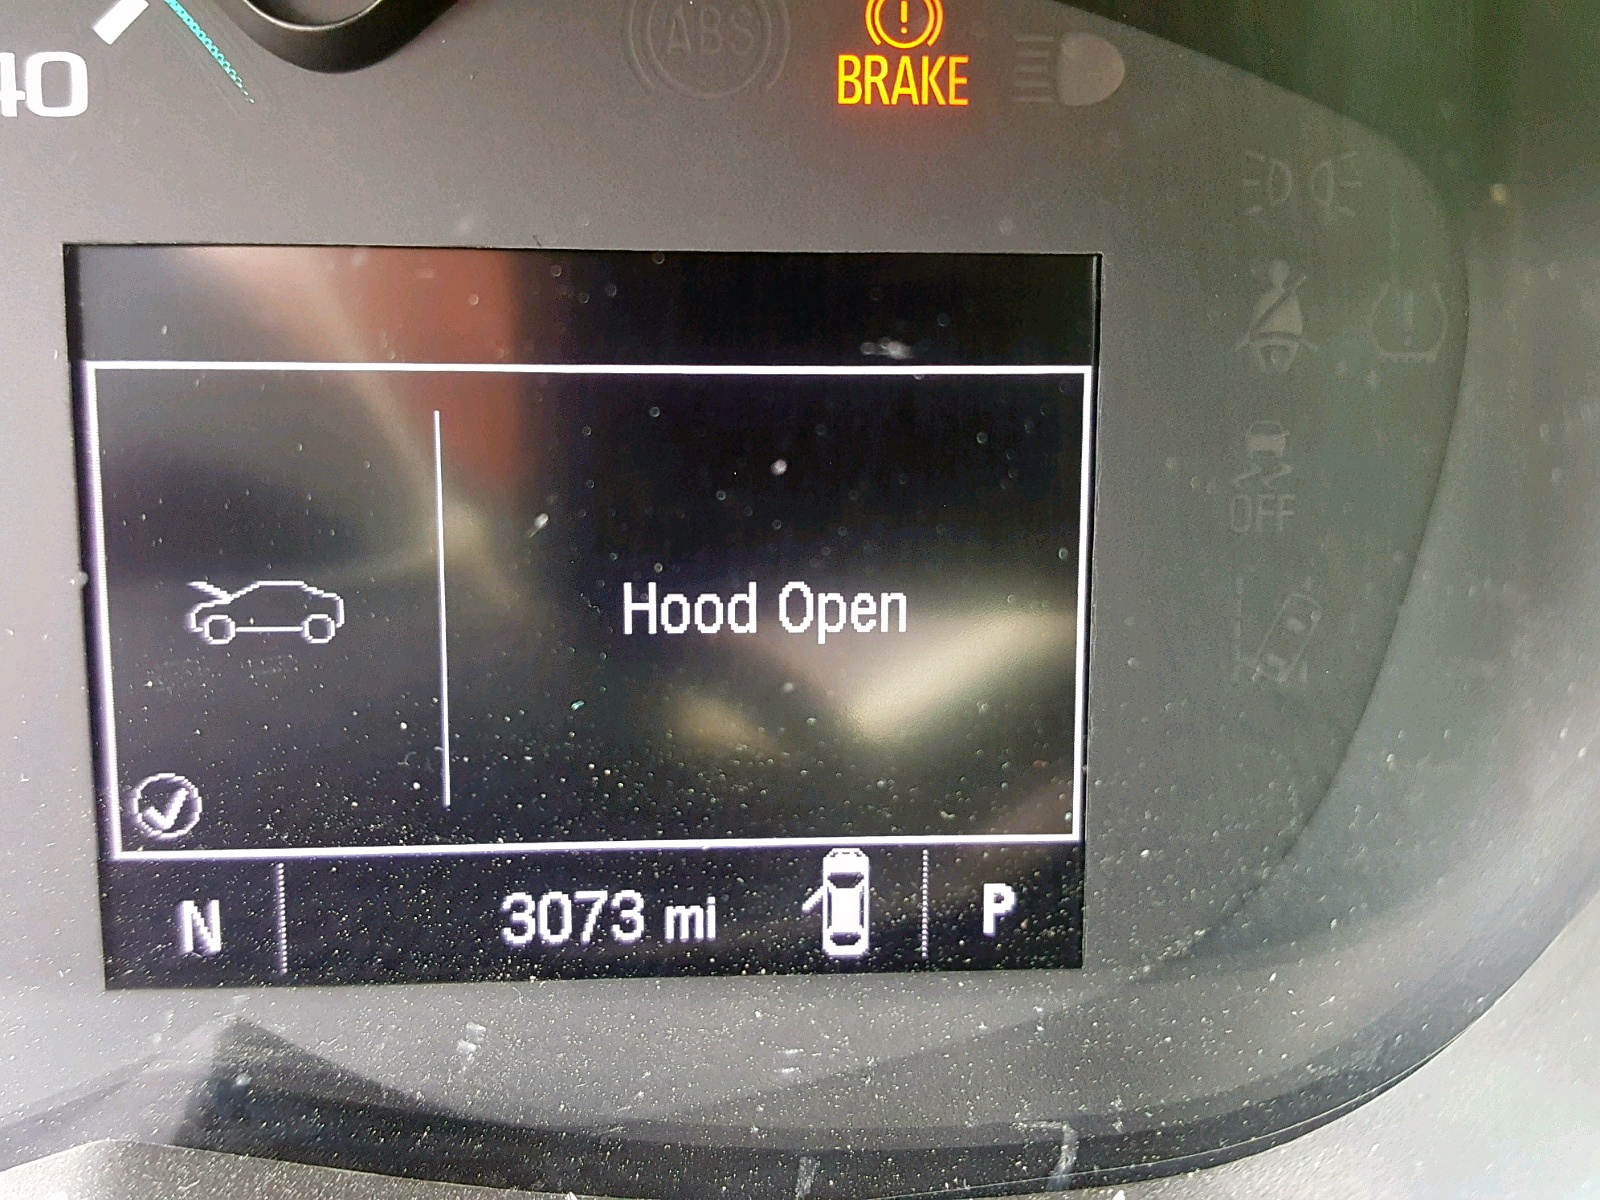 40
ABS
BRAKE
OFF
Hood Open
N 3073 mi P